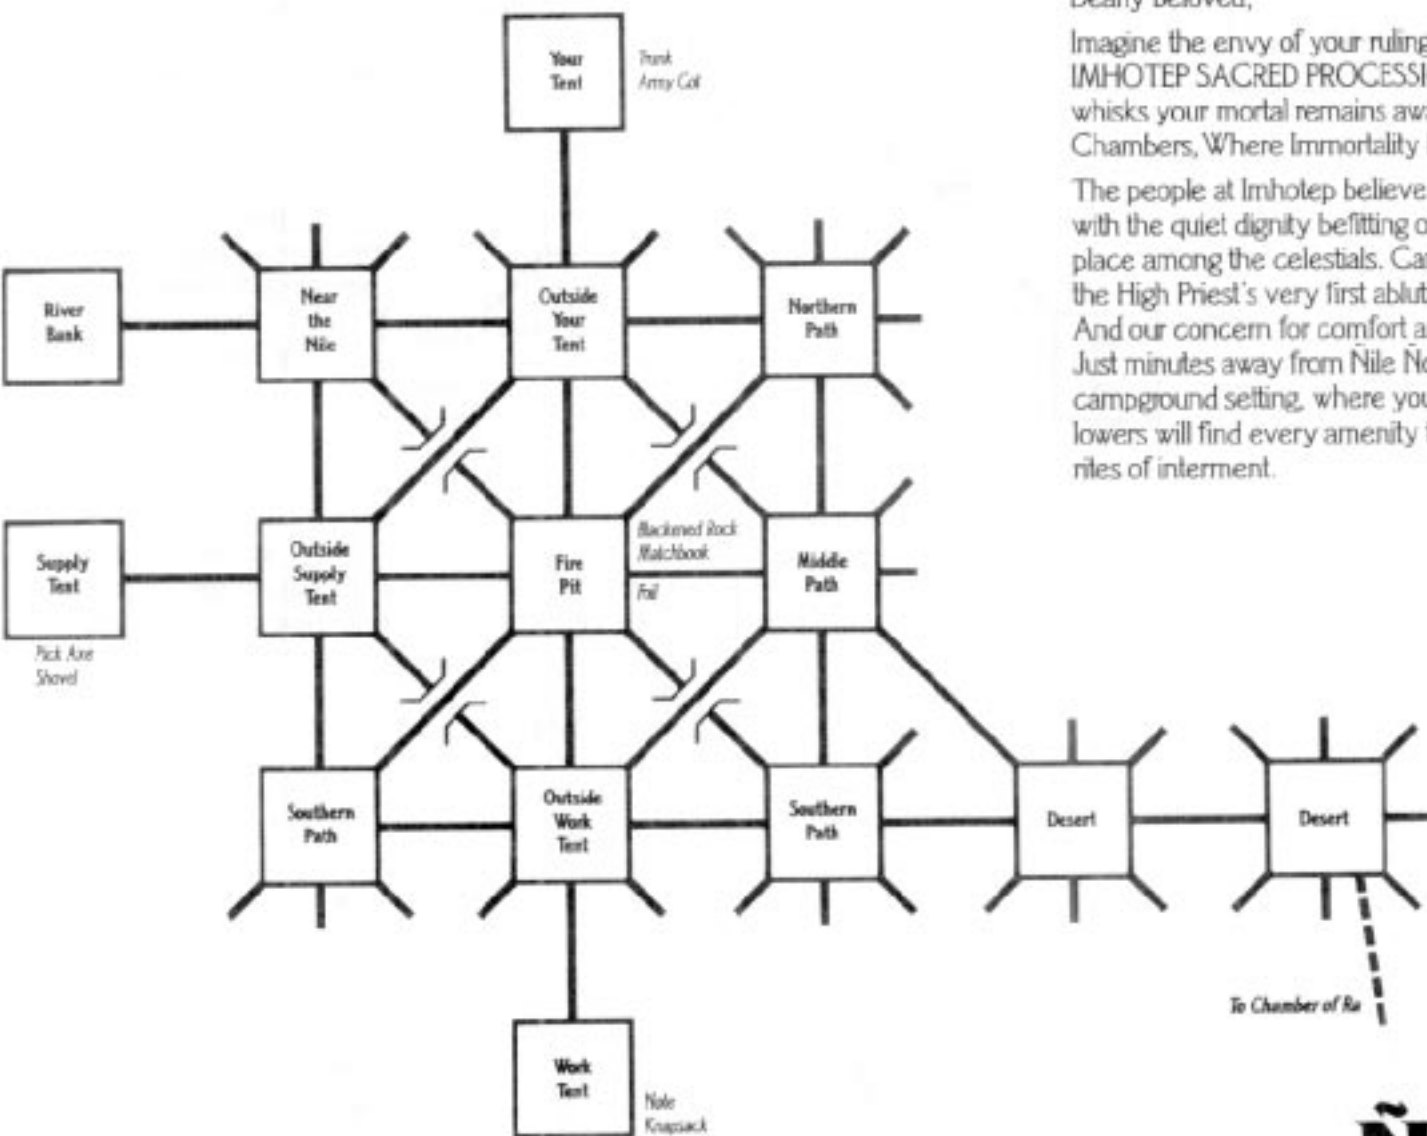 Dearly Beloved,
Imagine the envy of your ruling
IMHOTEP SACRED PROCESSI
whisks your mortal remains awa
Chambers, Where Immortality
The people at Imhotep believe
with the quiet dignity befitting o
place among the celestials. Car
the High Priest's very first ablut
And our concern for comfort a
Just minutes away from Nile No
campground setting, where you
lowers will find every amenity
rites of interment.
Your
Tent
Trunk
Army Cot
River
Bank
Near
the
Nile
Outside
Your
Tent
Northern
Path
Supply
Tent
Pick Axe
Shovel
Outside
Supply
Tent
Fire
Pit
Blackened Rock
Matchbook
Foil
Middle
Path
Southern
Path
Outside
Work
Tent
Southern
Path
Desert
Desert
To Chamber of Ra
Work
Tent
Note
Knapsack